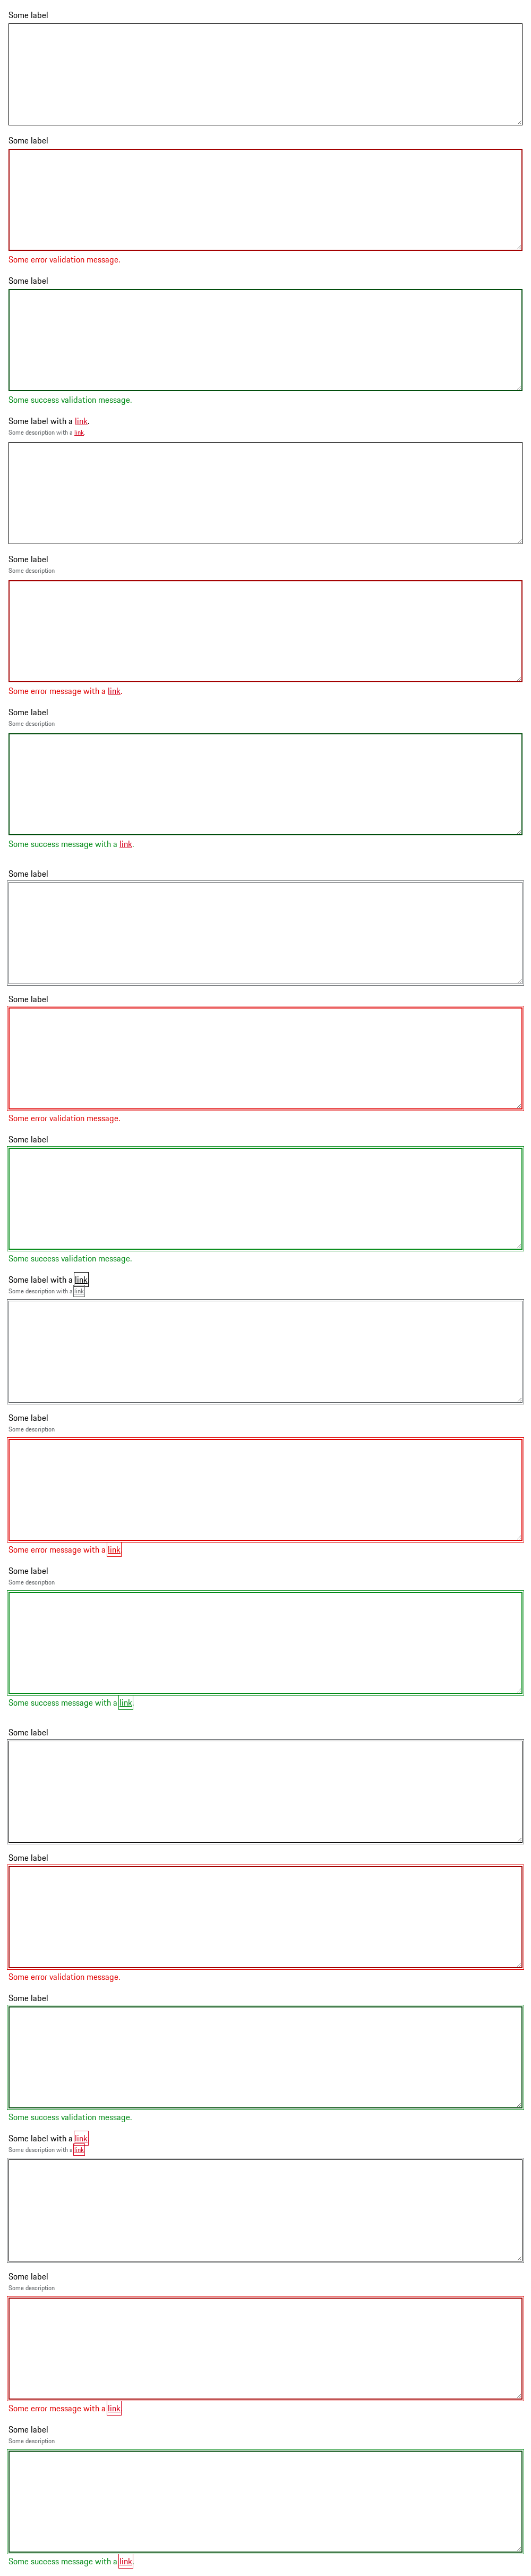 Some label
Some label
Some error validation message.
Some label
Some success validation message.
Some label with a link.
Some description with a link.
Some label
Some description
Some error message with a link.
Some label
Some description
Some success message with a link.
Some label
Some label
Some error validation message.
Some label
Some success validation message.
Some label with a link
Some description with a link
Some label
Some description
Some error message with a link
Some label
Some description
Some success message with a link
Some label
Some label
Some error validation message.
Some label
Some success validation message.
Some label with a link
Some description with a link
Some label
Some description
Some error message with a link
Some label
Some description
Some success message with a link